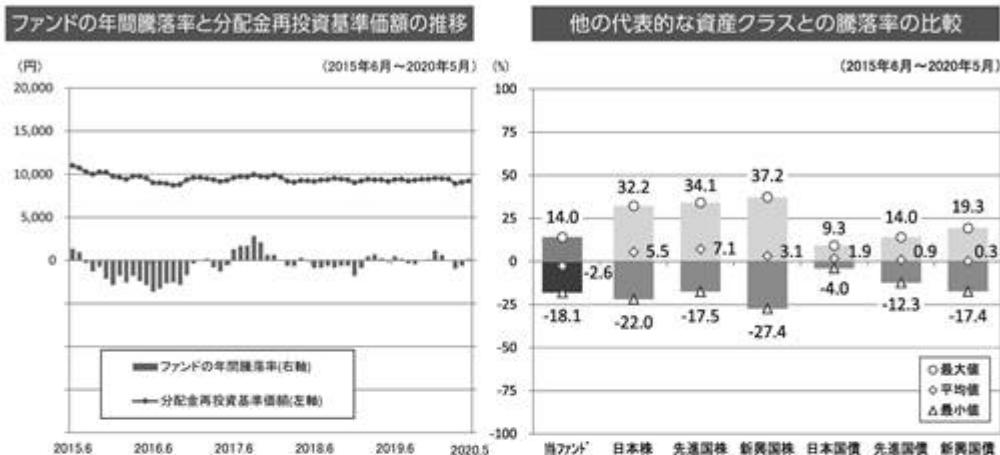 ファンドの年間騰落率と分配金再投資基準価額の推移
(円)
(2015年6月～2020年5月)
20,000
15,000
10,000
5,000
0
ファンドの年間騰落率(右軸)
分配金再投資基準価額(左軸)
2015.6 2016.6 2017.6 2018.6 2019.6 2020.5
他の代表的な資産クラスとの騰落率の比較
(%)
(2015年6月～2020年5月)
100
75
50
25
0
-25
-50
-75
-100
14.0 32.2 34.1 37.2 9.3 14.0 19.3
-2.6 5.5 7.1 3.1 1.9 0.9 0.3
-18.1 -22.0 -17.5 -27.4 -4.0 -12.3 -17.4
最大値
平均値
最小値
当ファンド 日本株 先進国株 新興国株 日本国債 先進国債 新興国債